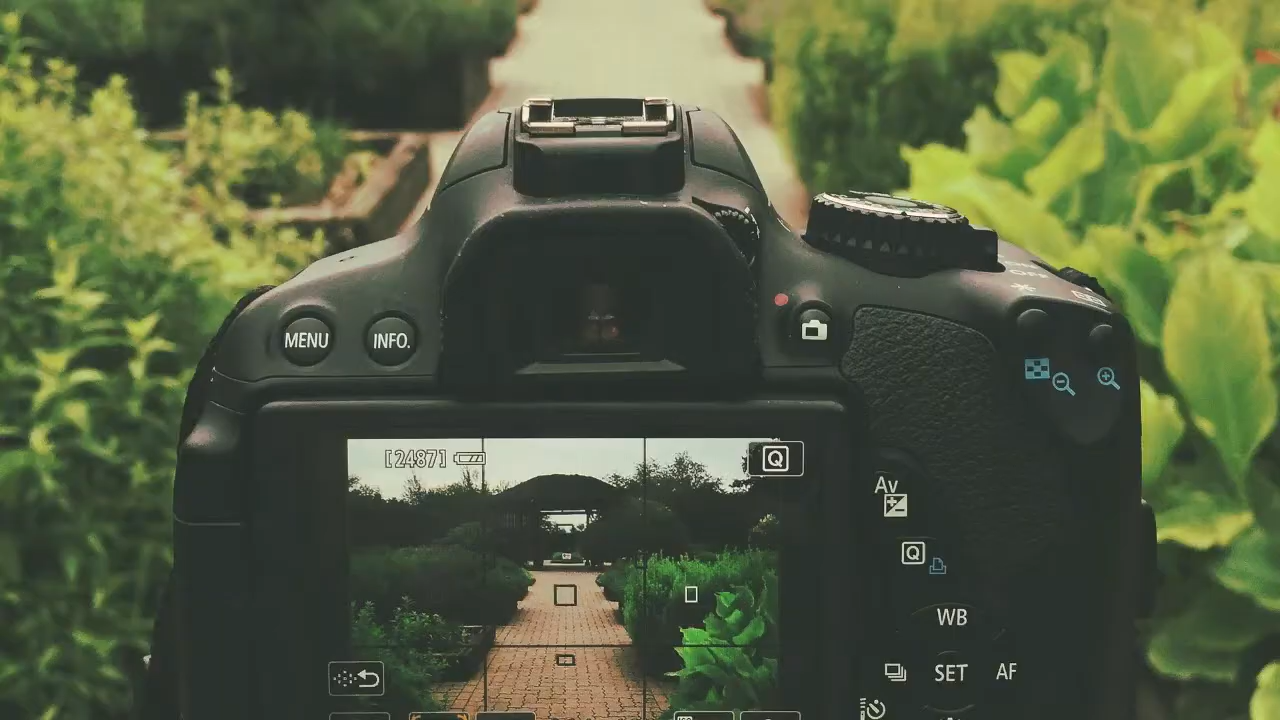 MENU
INFO.
[2487]
Q
Av
Q
WB
SET
AF